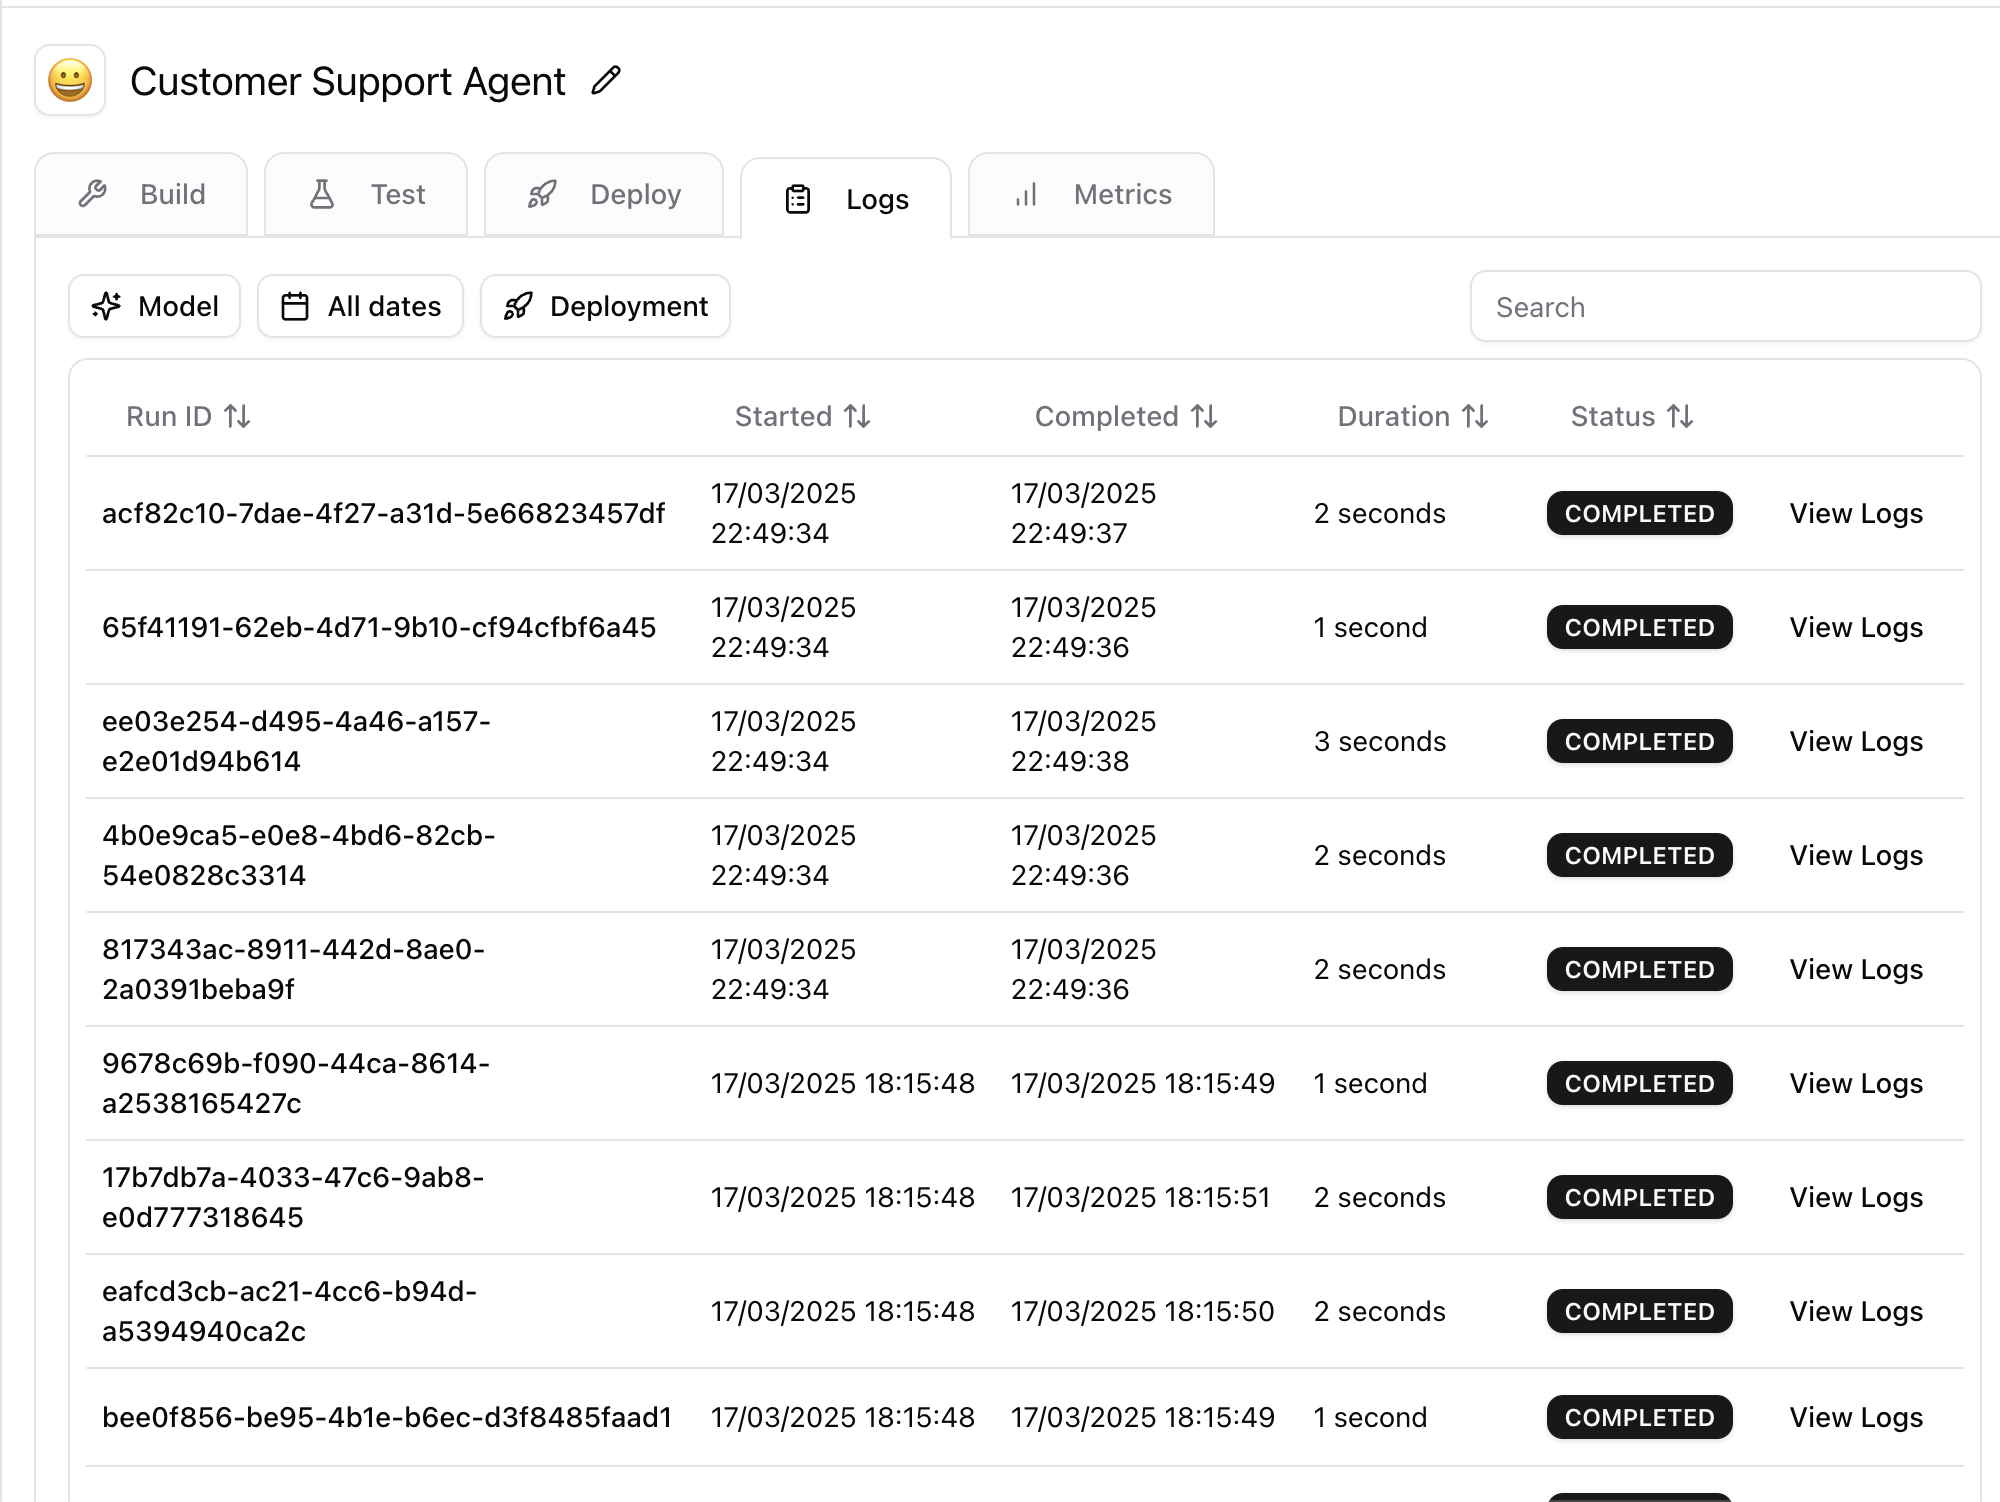 Customer Support Agent
Build
Test
Deploy
Logs
Metrics
Model
All dates
Deployment
Search
Run ID
Started
Completed
Duration
Status
acf82c10-7dae-4f27-a31d-5e66823457df
17/03/2025
22:49:34
17/03/2025
22:49:37
2 seconds
COMPLETED
View Logs
65f41191-62eb-4d71-9b10-cf94cfbf6a45
17/03/2025
22:49:34
17/03/2025
22:49:36
1 second
COMPLETED
View Logs
ee03e254-d495-4a46-a157-
e2e01d94b614
17/03/2025
22:49:34
17/03/2025
22:49:38
3 seconds
COMPLETED
View Logs
4b0e9ca5-e0e8-4bd6-82cb-
54e0828c3314
17/03/2025
22:49:34
17/03/2025
22:49:36
2 seconds
COMPLETED
View Logs
817343ac-8911-442d-8ae0-
2a0391beba9f
17/03/2025
22:49:34
17/03/2025
22:49:36
2 seconds
COMPLETED
View Logs
9678c69b-f090-44ca-8614-
a2538165427c
17/03/2025 18:15:48
17/03/2025 18:15:49
1 second
COMPLETED
View Logs
17b7db7a-4033-47c6-9ab8-
e0d777318645
17/03/2025 18:15:48
17/03/2025 18:15:51
2 seconds
COMPLETED
View Logs
eafcd3cb-ac21-4cc6-b94d-
a5394940ca2c
17/03/2025 18:15:48
17/03/2025 18:15:50
2 seconds
COMPLETED
View Logs
bee0f856-be95-4b1e-b6ec-d3f8485faad1
17/03/2025 18:15:48
17/03/2025 18:15:49
1 second
COMPLETED
View Logs